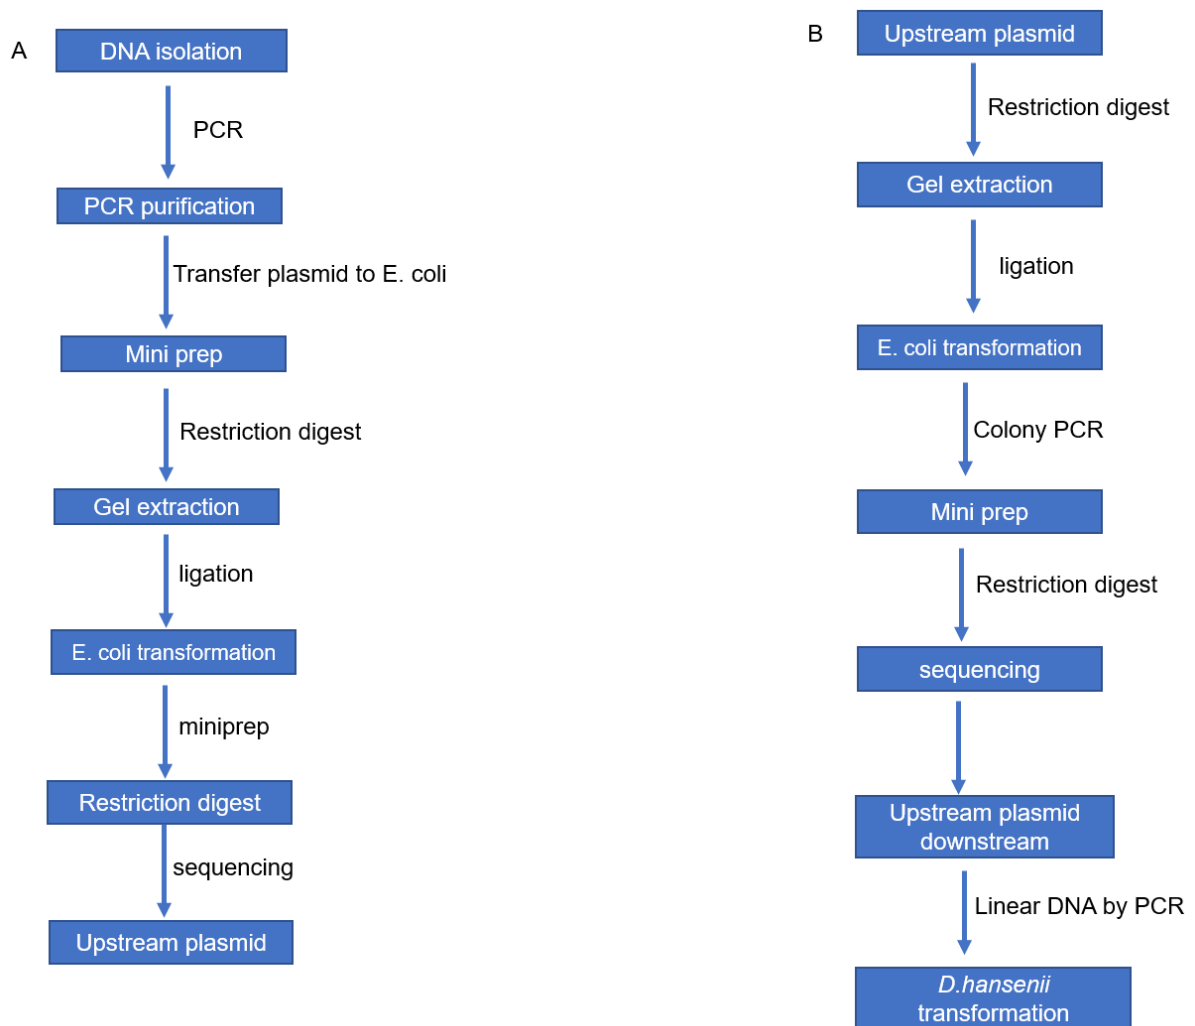 A
DNA isolation
PCR
PCR purification
Transfer plasmid to E. coli
Mini prep
Restriction digest
Gel extraction
ligation
E. coli transformation
miniprep
Restriction digest
sequencing
Upstream plasmid
B
Upstream plasmid
Restriction digest
Gel extraction
ligation
E. coli transformation
Colony PCR
Mini prep
Restriction digest
sequencing
Upstream plasmid
downstream
Linear DNA by PCR
D.hansenii
transformation